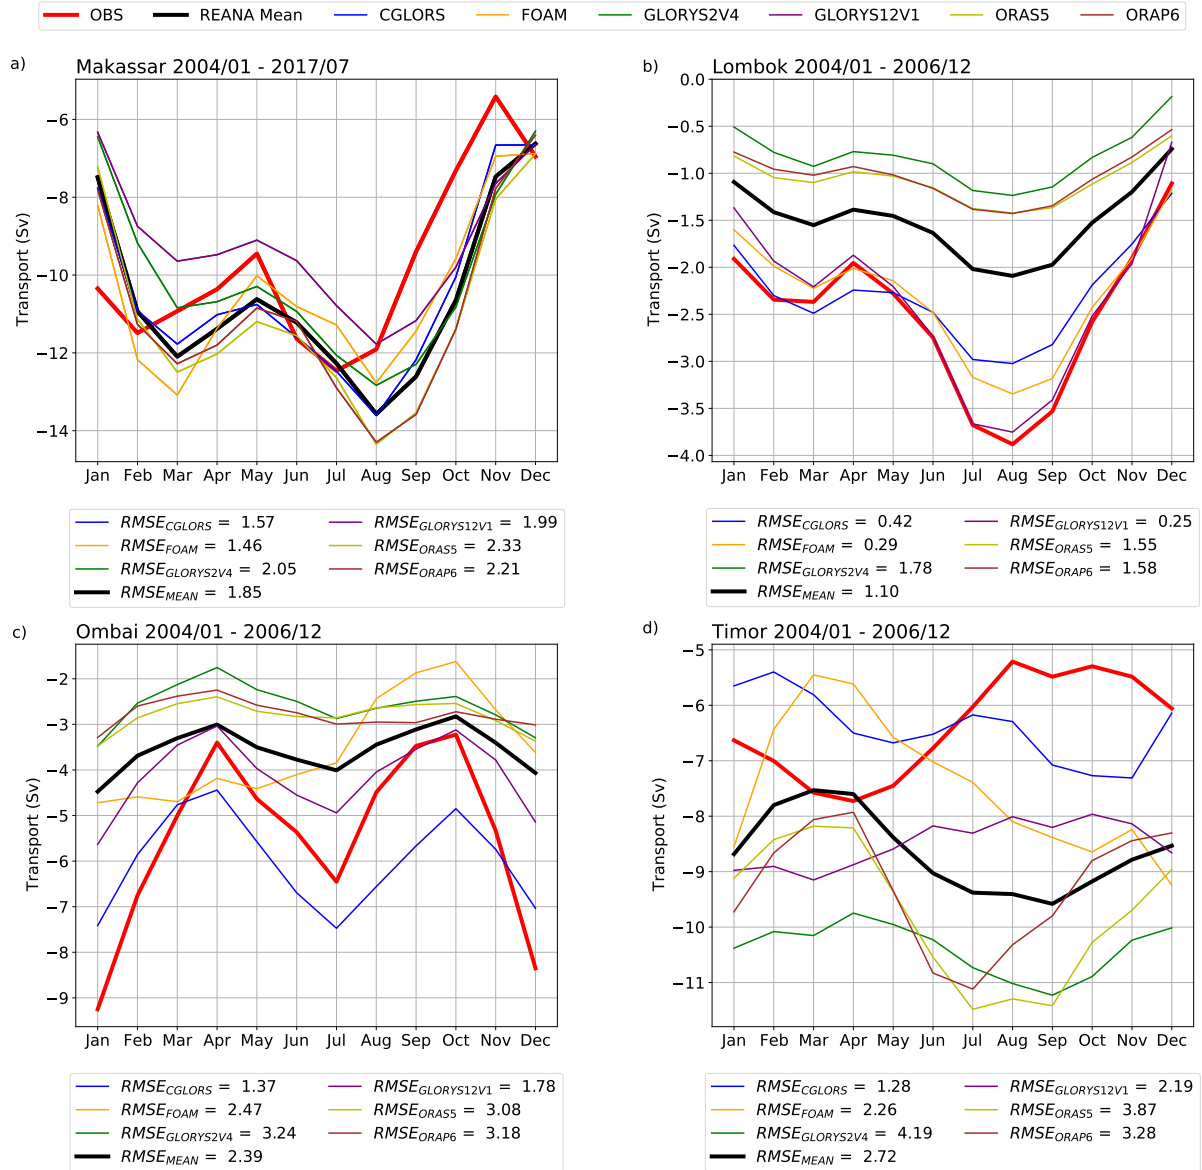 OBS REANA Mean CGLORS FOAM GLORYS2V4 GLORYS12V1 ORAS5 ORAP6
a) Makassar 2004/01 - 2017/07
Transport (Sv)
−6
−8
−10
−12
−14
Jan Feb Mar Apr May Jun Jul Aug Sep Oct Nov Dec
RMSE_CGLORS = 1.57 RMSE_GLORYS12V1 = 1.99
RMSE_FOAM = 1.46 RMSE_ORAS5 = 2.33
RMSE_GLORYS2V4 = 2.05 RMSE_ORAP6 = 2.21
RMSE_MEAN = 1.85
b) Lombok 2004/01 - 2006/12
Transport (Sv)
0.0
−0.5
−1.0
−1.5
−2.0
−2.5
−3.0
−3.5
−4.0
Jan Feb Mar Apr May Jun Jul Aug Sep Oct Nov Dec
RMSE_CGLORS = 0.42 RMSE_GLORYS12V1 = 0.25
RMSE_FOAM = 0.29 RMSE_ORAS5 = 1.55
RMSE_GLORYS2V4 = 1.78 RMSE_ORAP6 = 1.58
RMSE_MEAN = 1.10
c) Ombai 2004/01 - 2006/12
Transport (Sv)
−2
−3
−4
−5
−6
−7
−8
−9
Jan Feb Mar Apr May Jun Jul Aug Sep Oct Nov Dec
RMSE_CGLORS = 1.37 RMSE_GLORYS12V1 = 1.78
RMSE_FOAM = 2.47 RMSE_ORAS5 = 3.08
RMSE_GLORYS2V4 = 3.24 RMSE_ORAP6 = 3.18
RMSE_MEAN = 2.39
d) Timor 2004/01 - 2006/12
Transport (Sv)
−5
−6
−7
−8
−9
−10
−11
Jan Feb Mar Apr May Jun Jul Aug Sep Oct Nov Dec
RMSE_CGLORS = 1.28 RMSE_GLORYS12V1 = 2.19
RMSE_FOAM = 2.26 RMSE_ORAS5 = 3.87
RMSE_GLORYS2V4 = 4.19 RMSE_ORAP6 = 3.28
RMSE_MEAN = 2.72